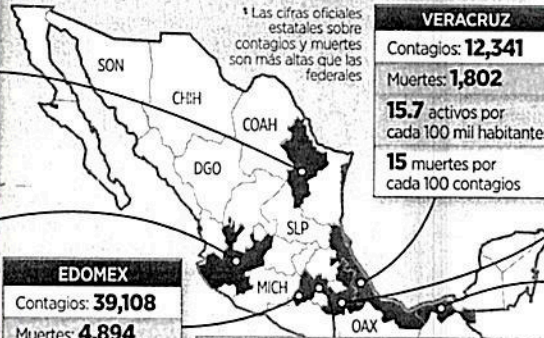 ¹ Las cifras oficiales
estatales sobre
contagios y muertes
son más altas que las
federales
VERACRUZ
Contagios: 12,341
Muertes: 1,802
15.7 activos por
cada 100 mil habitante
15 muertes por
cada 100 contagios
SON
CHIH
COAH
DGO
SLP
MICH
OAX
EDOMEX
Contagios: 39,108
Muertes: 4,894